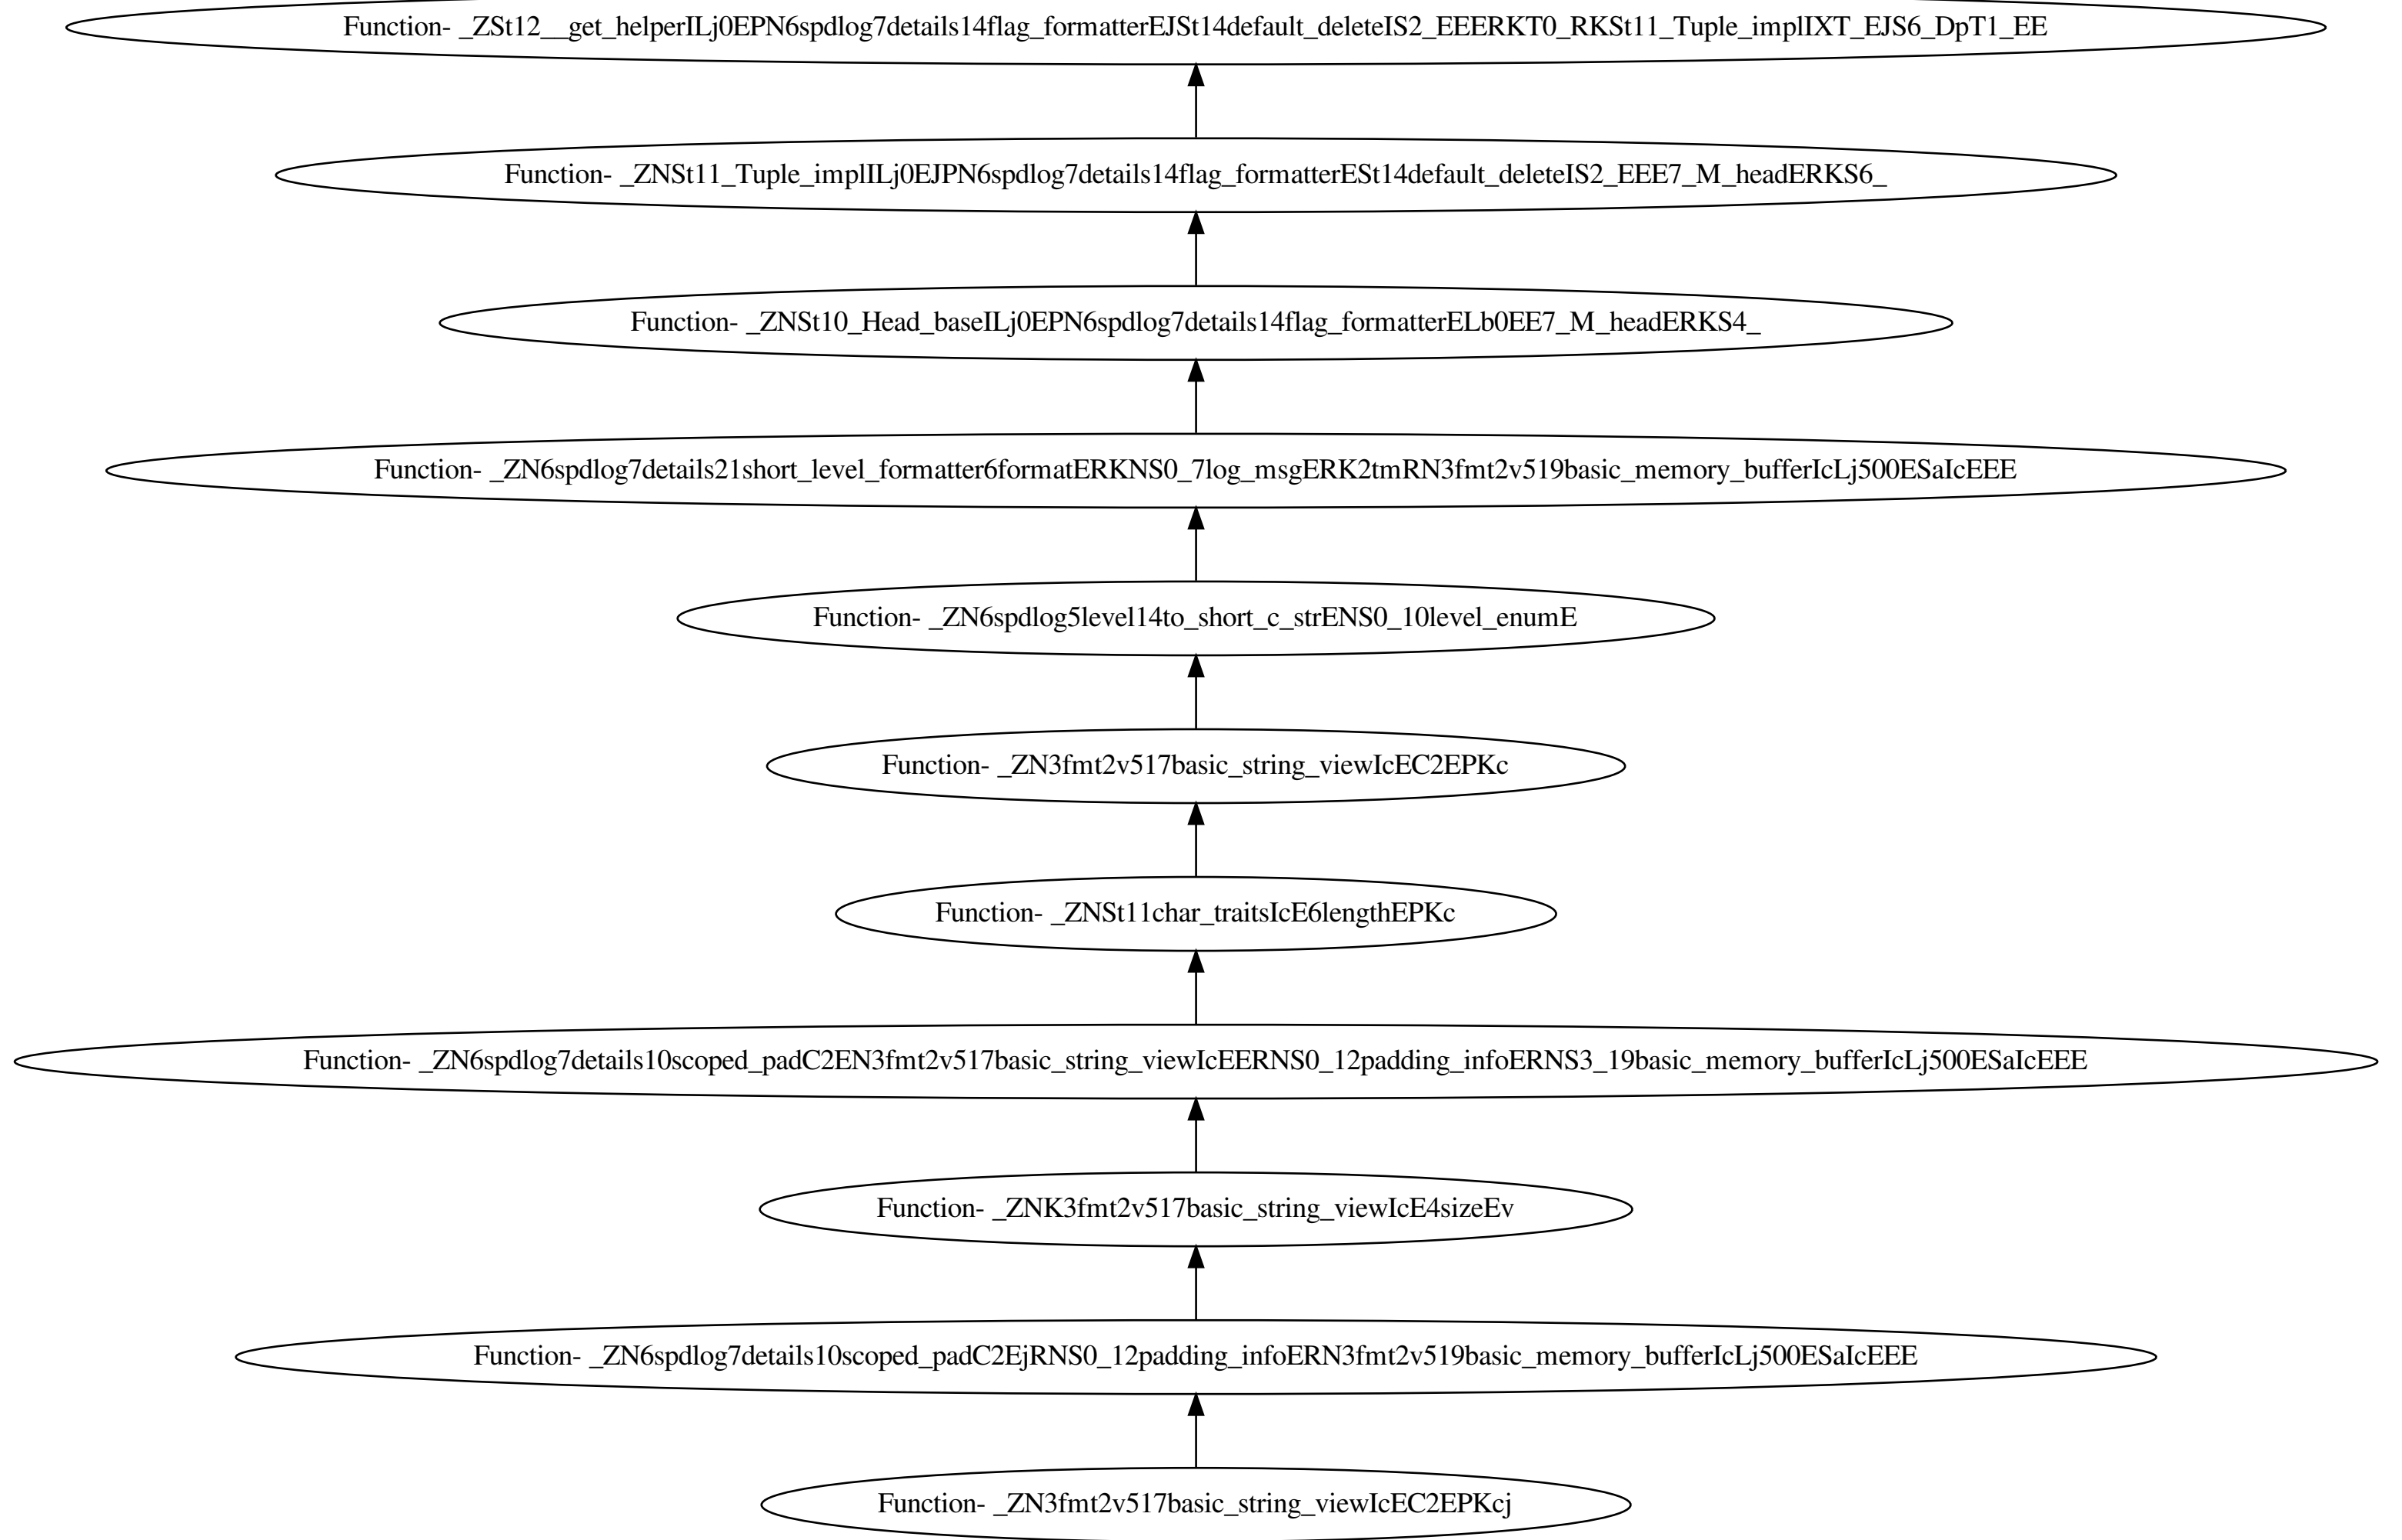 Function- _ZSt12__get_helperILj0EPN6spdlog7details14flag_formatterEJSt14default_deleteIS2_EEERKT0_RKSt11_Tuple_implIXT_EJS6_DpT1_EE
Function- _ZNSt11_Tuple_implILj0EJPN6spdlog7details14flag_formatterESt14default_deleteIS2_EEE7_M_headERKS6_
Function- _ZNSt10_Head_baseILj0EPN6spdlog7details14flag_formatterELb0EE7_M_headERKS4_
Function- _ZN6spdlog7details21short_level_formatter6formatERKNS0_7log_msgERK2tmRN3fmt2v519basic_memory_bufferIcLj500ESaIcEEE
Function- _ZN6spdlog5level14to_short_c_strENS0_10level_enumE
Function- _ZN3fmt2v517basic_string_viewIcEC2EPKc
Function- _ZNSt11char_traitsIcE6lengthEPKc
Function- _ZN6spdlog7details10scoped_padC2EN3fmt2v517basic_string_viewIcEERNS0_12padding_infoERNS3_19basic_memory_bufferIcLj500ESaIcEEE
Function- _ZNK3fmt2v517basic_string_viewIcE4sizeEv
Function- _ZN6spdlog7details10scoped_padC2EjRNS0_12padding_infoERN3fmt2v519basic_memory_bufferIcLj500ESaIcEEE
Function- _ZN3fmt2v517basic_string_viewIcEC2EPKcj